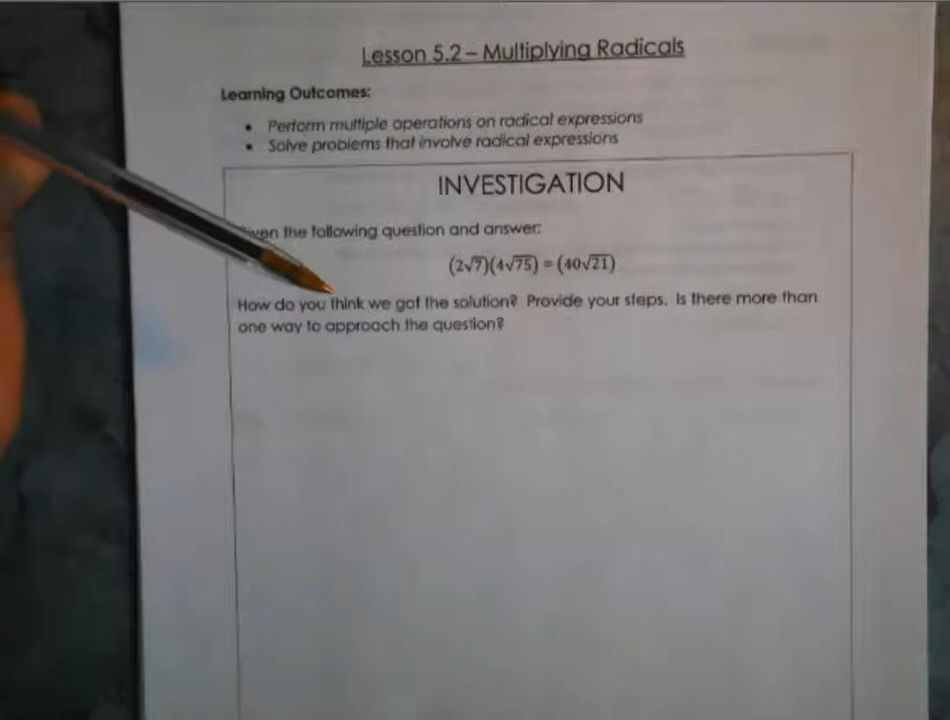 Lesson 5.2 – Multiplying Radicals
Learning Outcomes:
• Perform multiple operations on radical expressions
• Solve problems that involve radical expressions
INVESTIGATION
Given the following question and answer:
(2√7)(4√75) = (40√21)
How do you think we got the solution? Provide your steps. Is there more than
one way to approach the question?